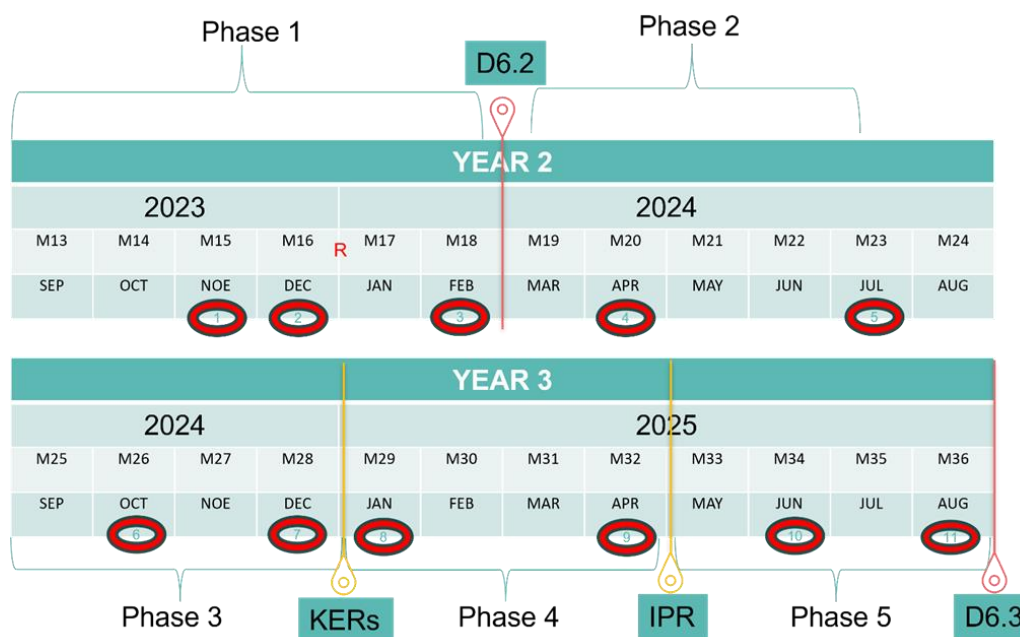 Phase 1
Phase 2
D6.2
YEAR 2
2023 2024
M13 M14 M15 M16 R M17 M18 M19 M20 M21 M22 M23 M24
SEP OCT NOE DEC JAN FEB MAR APR MAY JUN JUL AUG
1 2 3 4 5
YEAR 3
2024 2025
M25 M26 M27 M28 M29 M30 M31 M32 M33 M34 M35 M36
SEP OCT NOE DEC JAN FEB MAR APR MAY JUN JUL AUG
6 7 8 9 10 11
Phase 3 KERs Phase 4 IPR Phase 5 D6.3